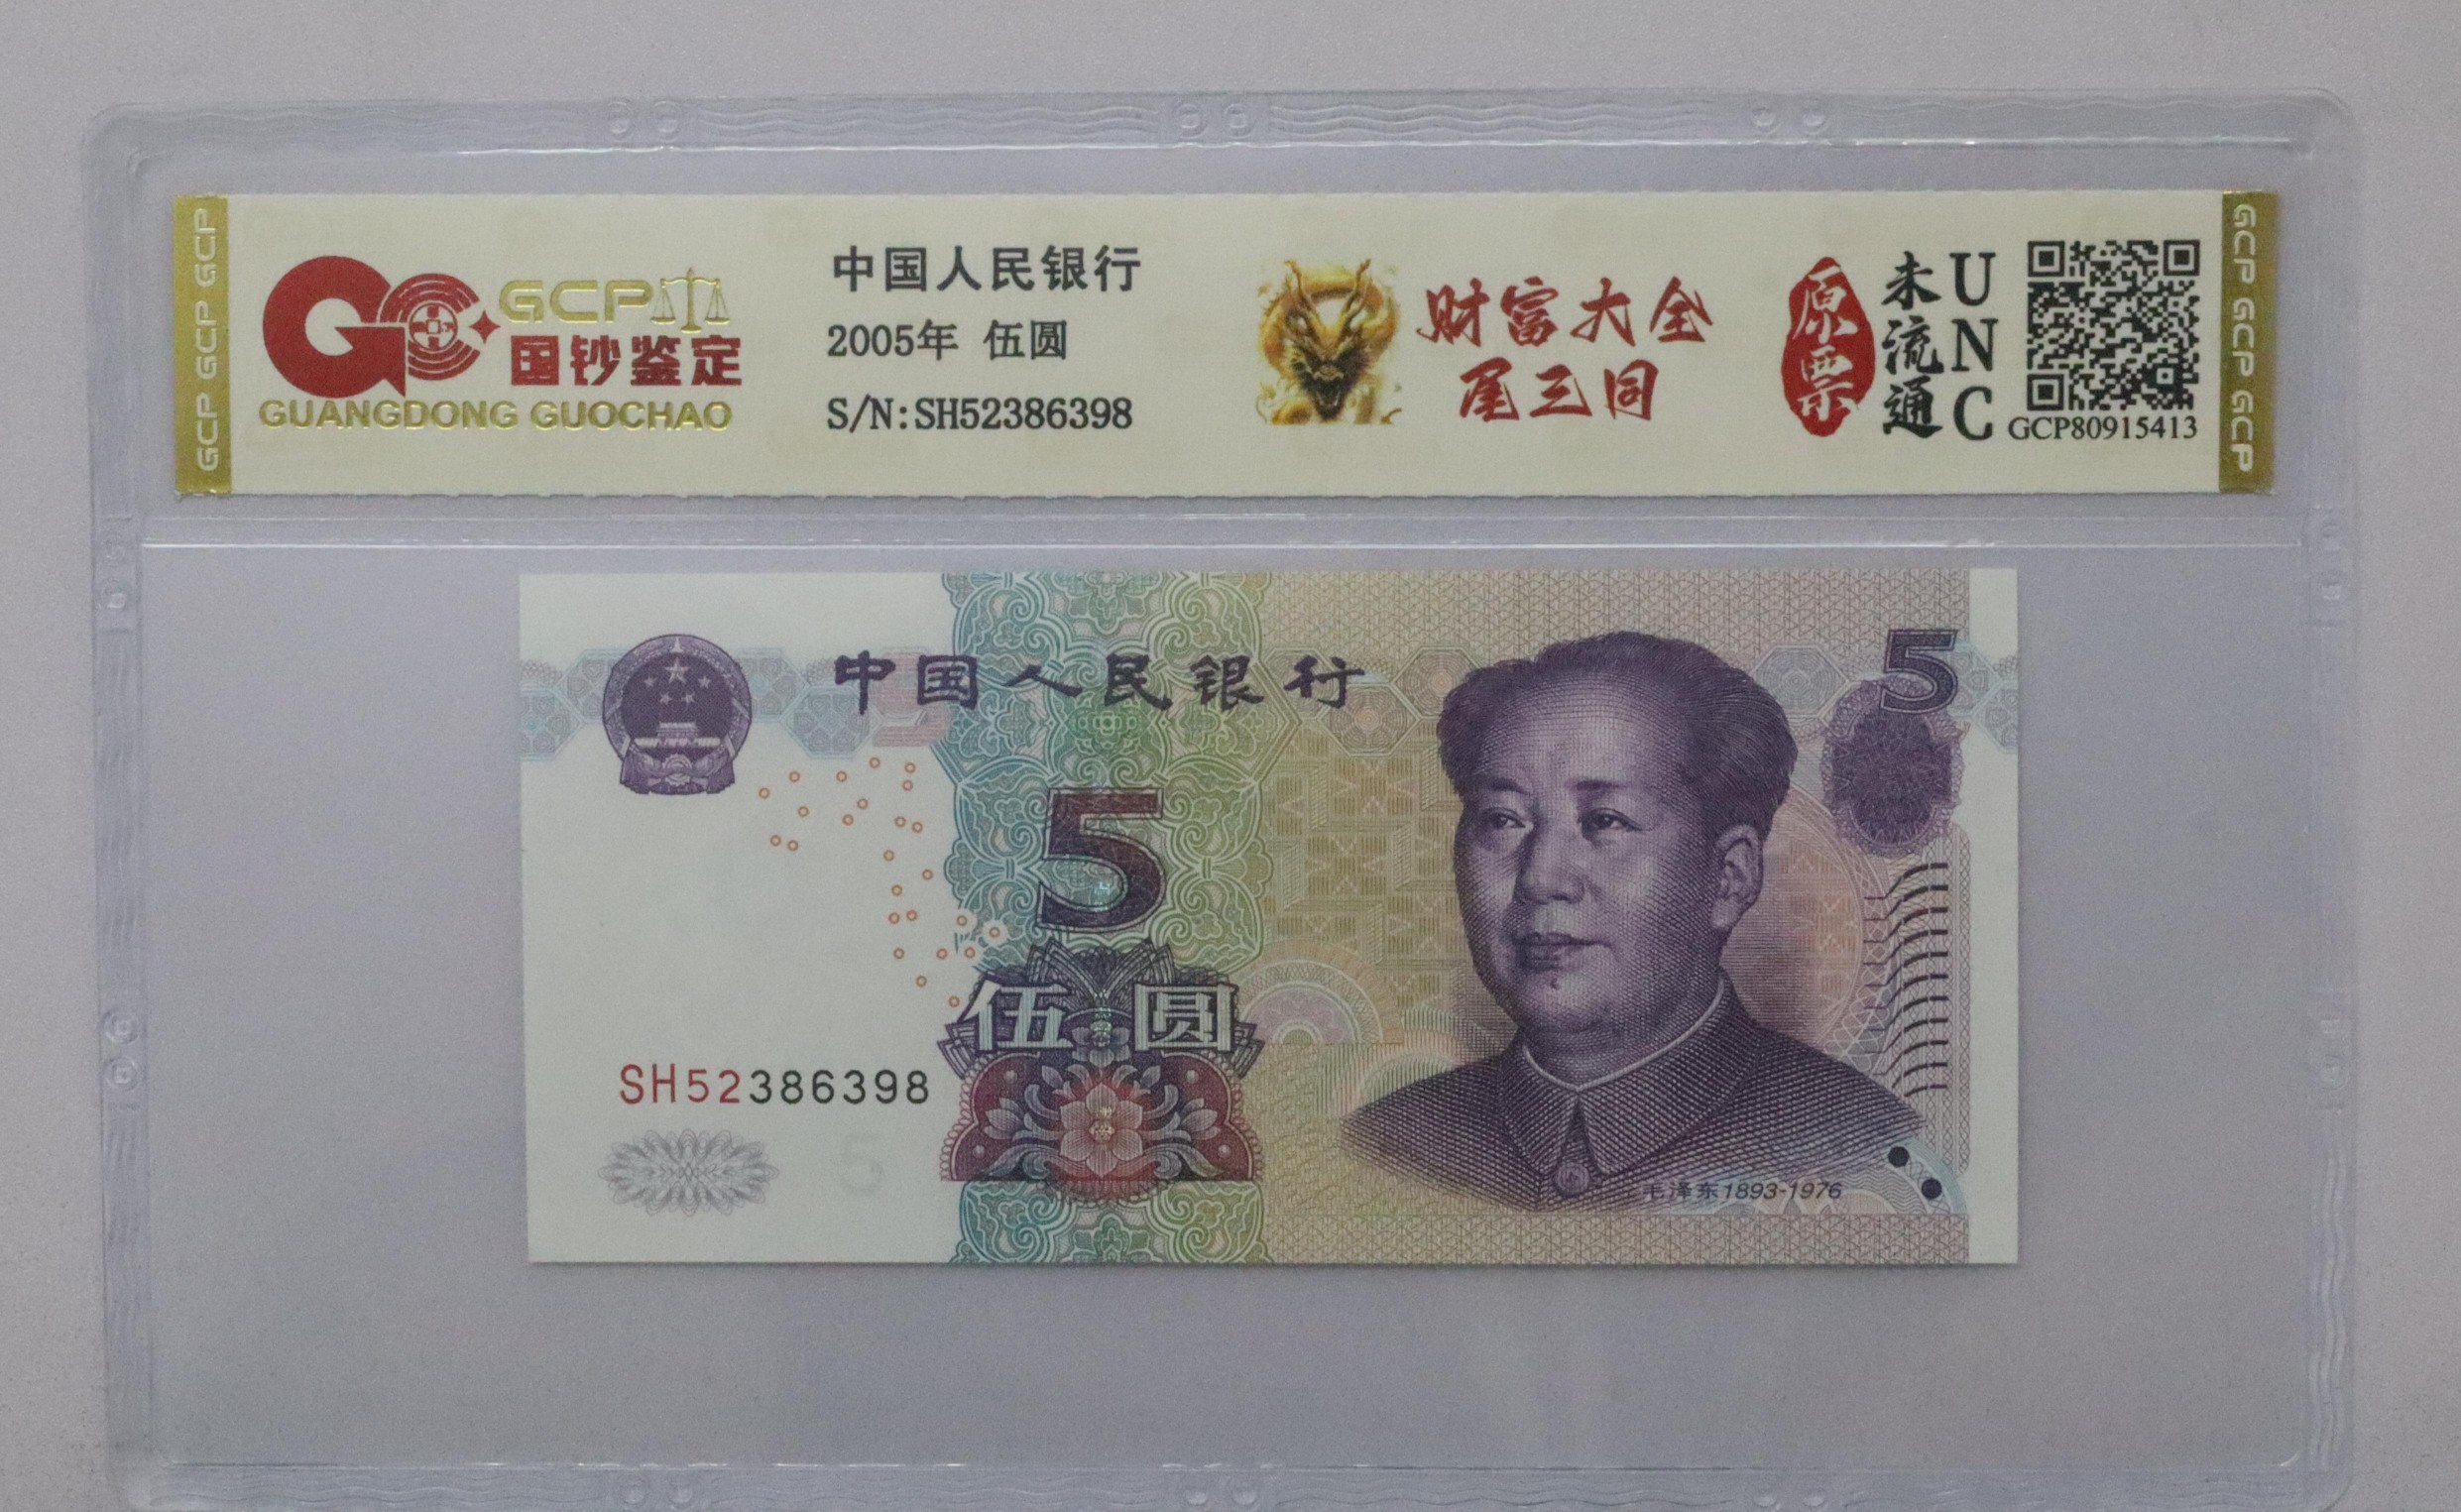 GCP GCP GCP
GCP
国钞鉴定
GUANGDONG GUOCHAO
中国人民银行
2005年 伍圆
S/N:SH52386398
财富大全
尾三同
原票
未流通
UNC
GCP80915413
GCP GCP GCP
中国人民银行
5
5
伍圆
SH52386398
5
毛泽东1893-1976